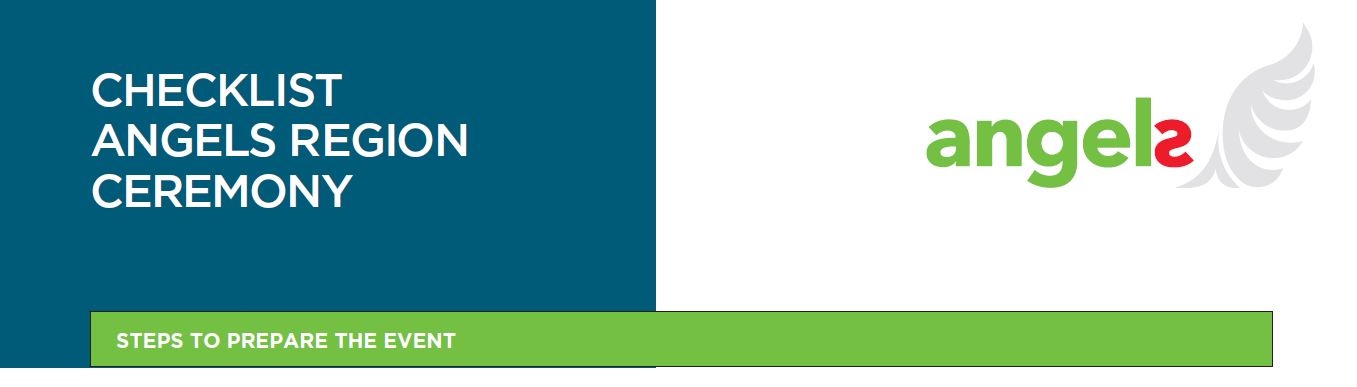 CHECKLIST
ANGELS REGION
CEREMONY
angels
STEPS TO PREPARE THE EVENT